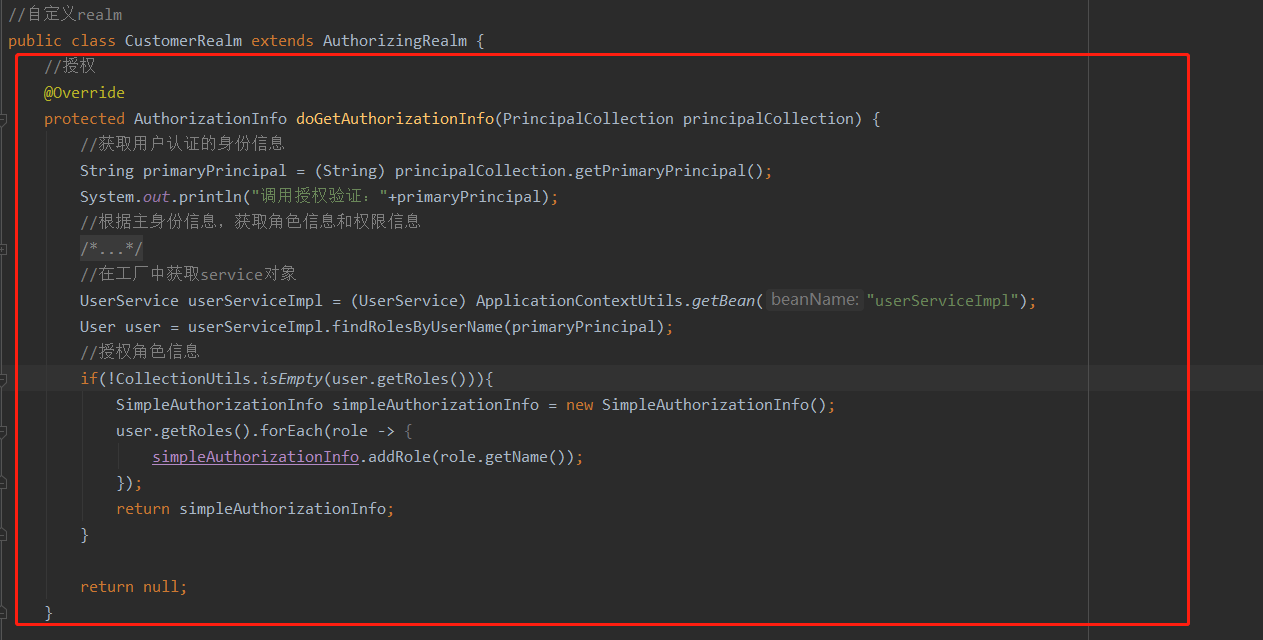 //自定义realm
public class CustomerRealm extends AuthorizingRealm {
//授权
@Override
protected AuthorizationInfo doGetAuthorizationInfo(PrincipalCollection principalCollection) {
//获取用户认证的身份信息
String primaryPrincipal = (String) principalCollection.getPrimaryPrincipal();
System.out.println("调用授权验证："+primaryPrincipal);
//根据主身份信息，获取角色信息和权限信息
/*...*/
//在工厂中获取service对象
UserService userServiceImpl = (UserService) ApplicationContextUtils.getBean( beanName: "userServiceImpl");
User user = userServiceImpl.findRolesByUserName(primaryPrincipal);
//授权角色信息
if(!CollectionUtils.isEmpty(user.getRoles())){
SimpleAuthorizationInfo simpleAuthorizationInfo = new SimpleAuthorizationInfo();
user.getRoles().forEach(role -> {
simpleAuthorizationInfo.addRole(role.getName());
});
return simpleAuthorizationInfo;
}
return null;
}